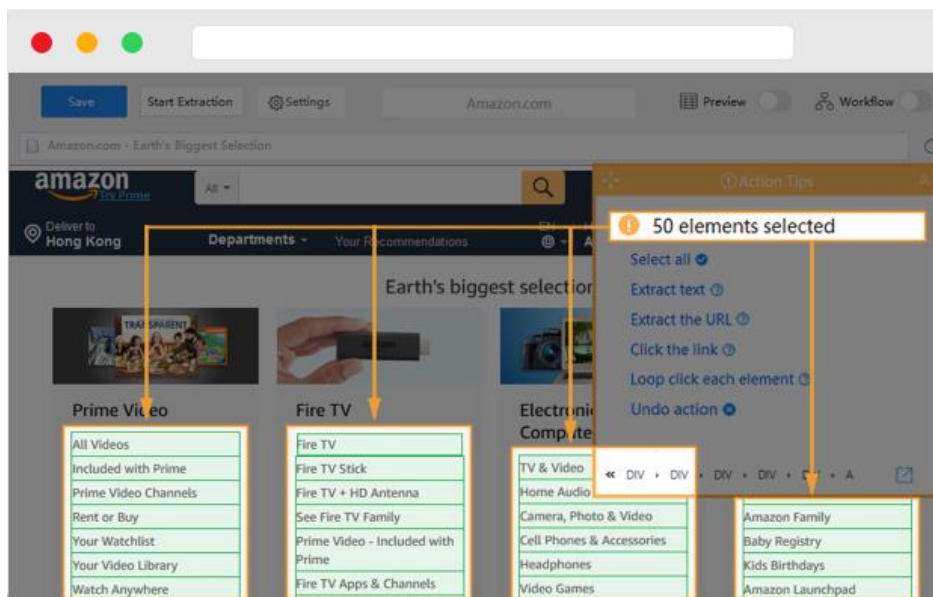 Save
Start Extraction
Settings
Amazon.com
Preview
Workflow
Amazon.com - Earth's Biggest Selection
amazon
Try Prime
All
Action Tips
Deliver to
Hong Kong
Departments
Your Recommendations
EN
50 elements selected
Select all
Extract text
Extract the URL
Click the link
Loop click each element
Undo action
« DIV › DIV › DIV › DIV › DIV › A
Earth's biggest selection
TRANSPARENT
Prime Video
All Videos
Included with Prime
Prime Video Channels
Rent or Buy
Your Watchlist
Your Video Library
Watch Anywhere
Fire TV
Fire TV
Fire TV Stick
Fire TV + HD Antenna
See Fire TV Family
Prime Video - Included with
Prime
Fire TV Apps & Channels
Electroni
Compute
TV & Video
Home Audio
Camera, Photo & Video
Cell Phones & Accessories
Headphones
Video Games
Amazon Family
Baby Registry
Kids Birthdays
Amazon Launchpad